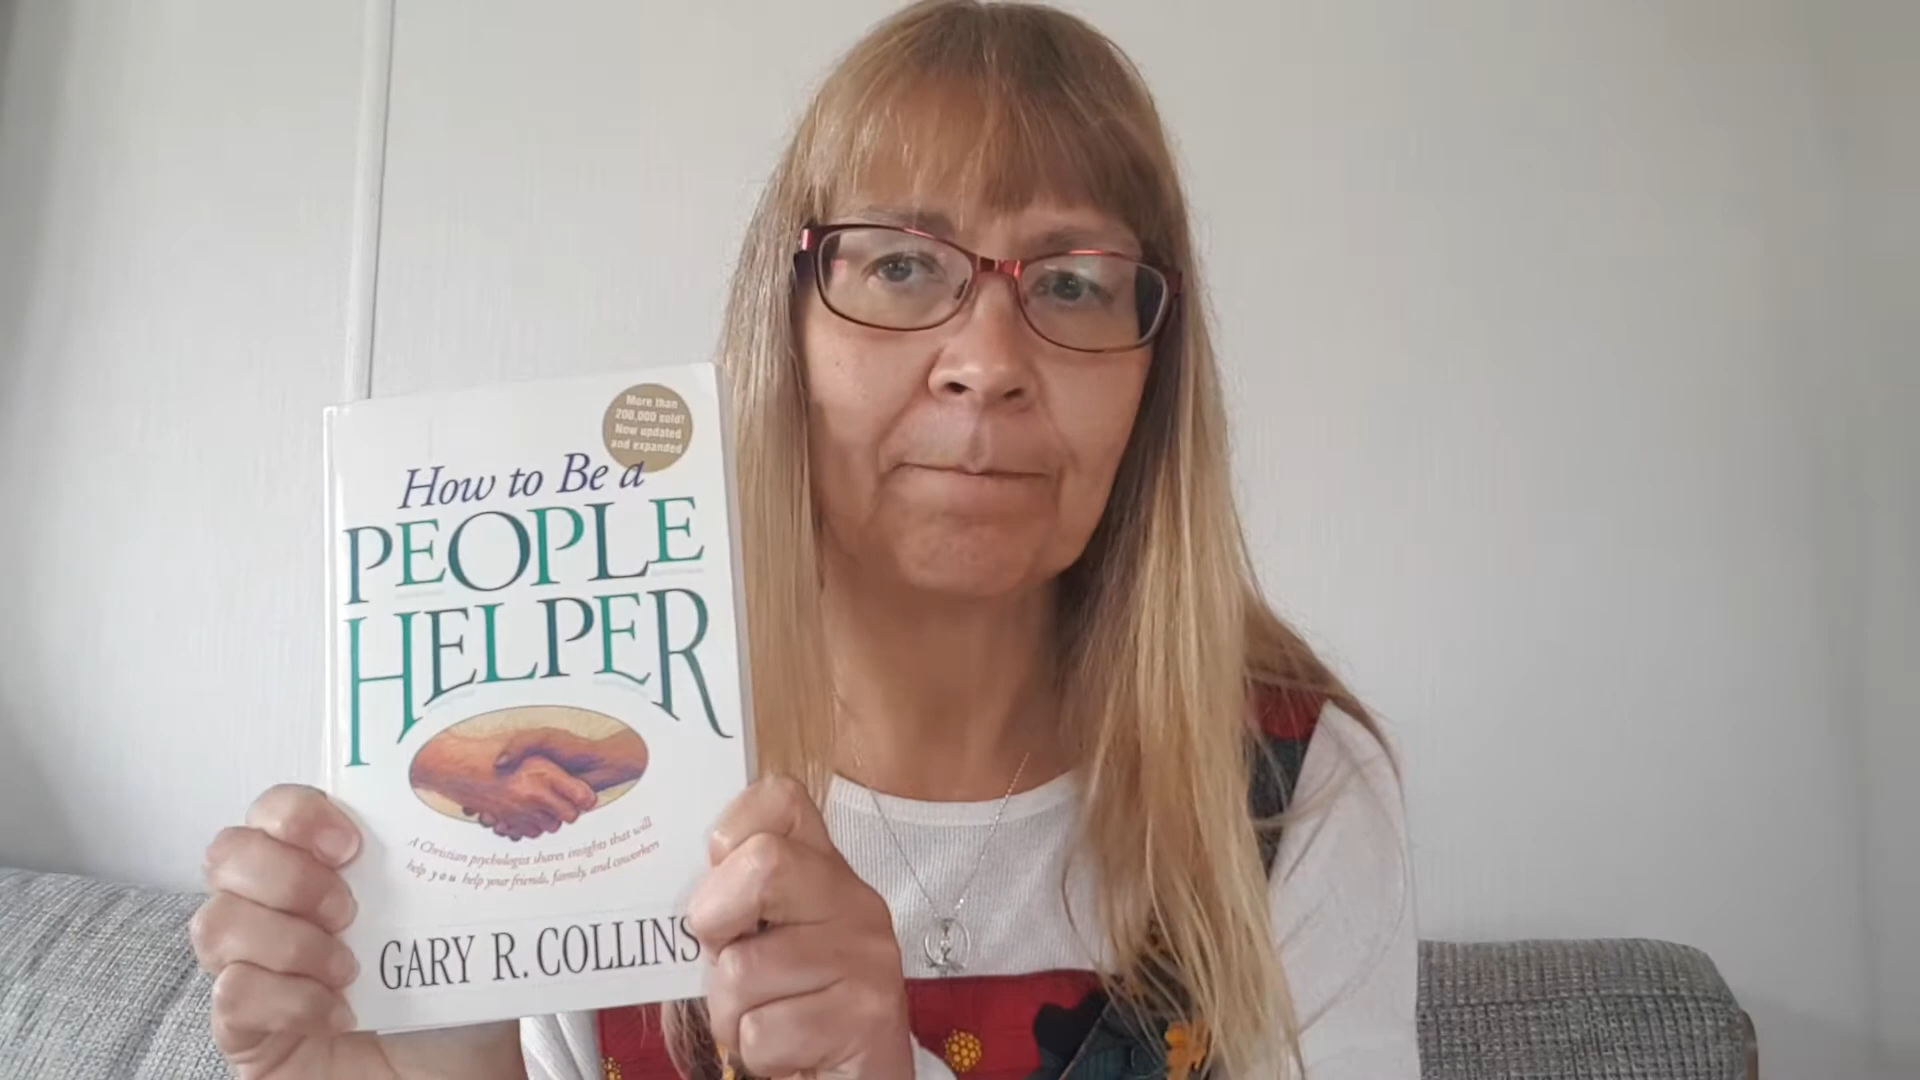 More than
200,000 sold!
Now updated
and expanded
How to Be a
PEOPLE
HELPER
A Christian psychologist shares insights that will
help you help your friends, family, and coworkers
GARY R. COLLINS